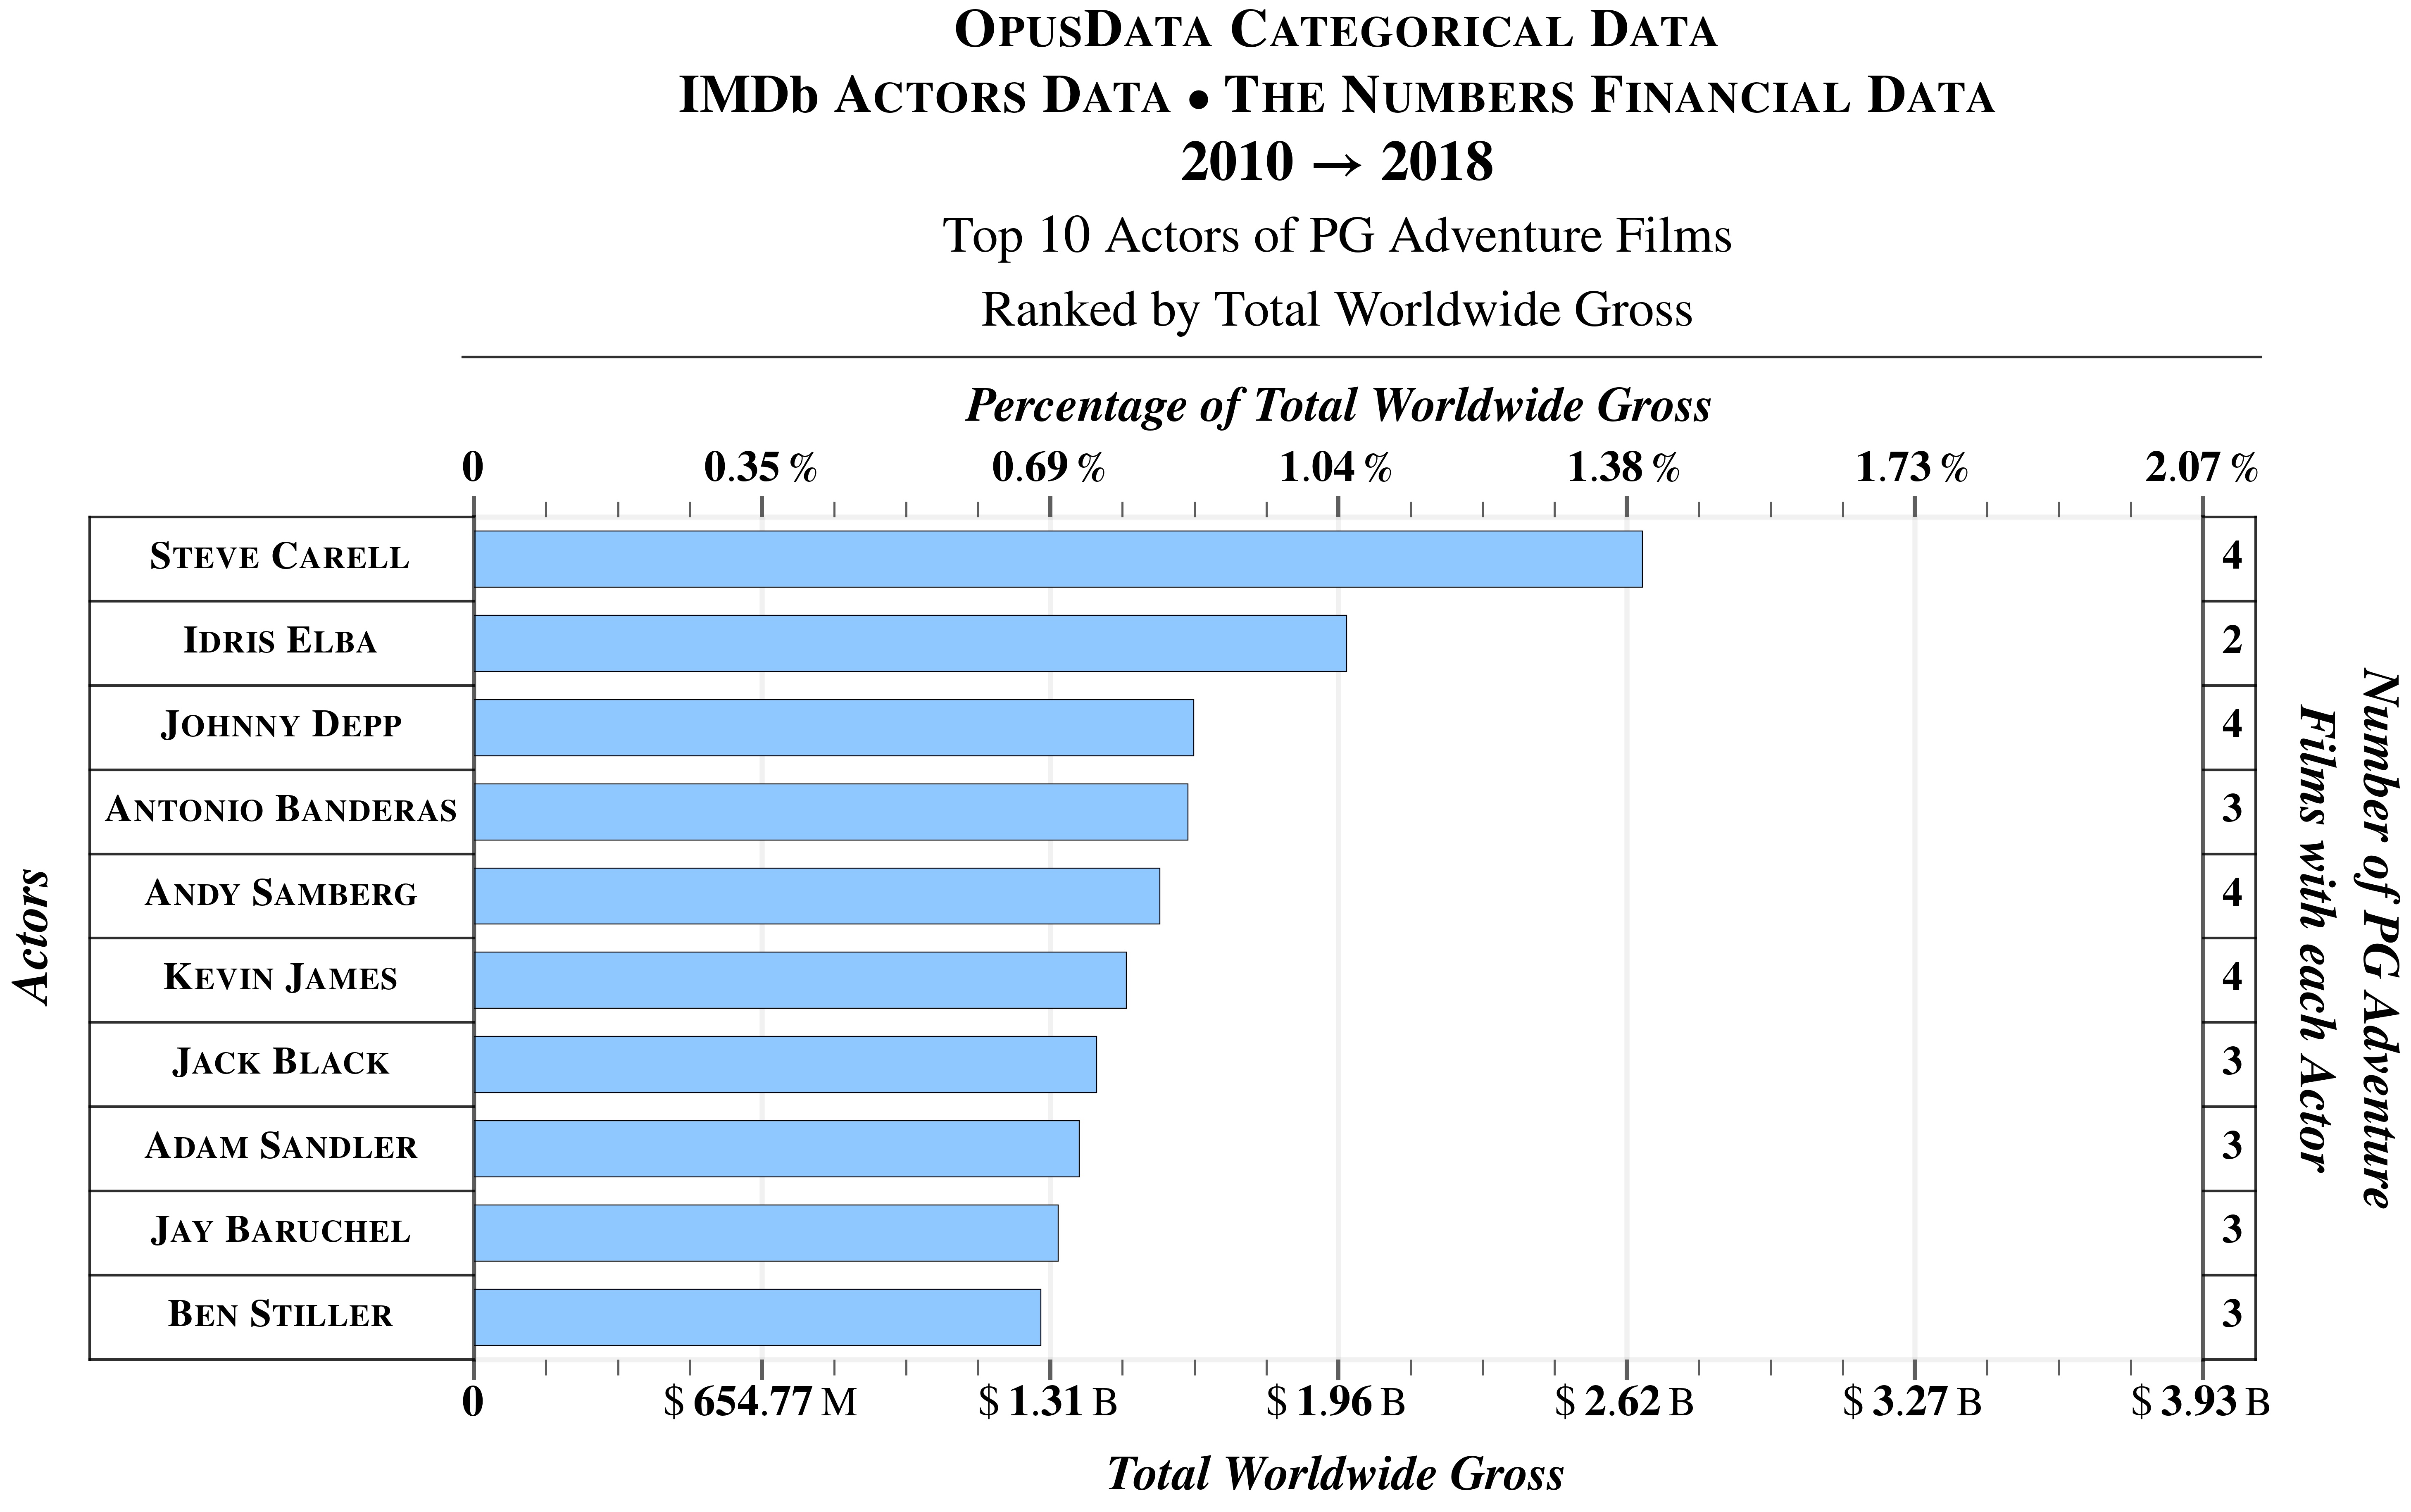 OpusData Categorical Data
IMDb Actors Data • The Numbers Financial Data
2010 → 2018
Top 10 Actors of PG Adventure Films
Ranked by Total Worldwide Gross
Percentage of Total Worldwide Gross
0 0.35 % 0.69 % 1.04 % 1.38 % 1.73 % 2.07 %
Steve Carell 4
Idris Elba 2
Johnny Depp 4
Antonio Banderas 3
Andy Samberg 4
Kevin James 4
Jack Black 3
Adam Sandler 3
Jay Baruchel 3
Ben Stiller 3
Actors
Number of PG Adventure
Films with each Actor
0 $ 654.77 M $ 1.31 B $ 1.96 B $ 2.62 B $ 3.27 B $ 3.93 B
Total Worldwide Gross